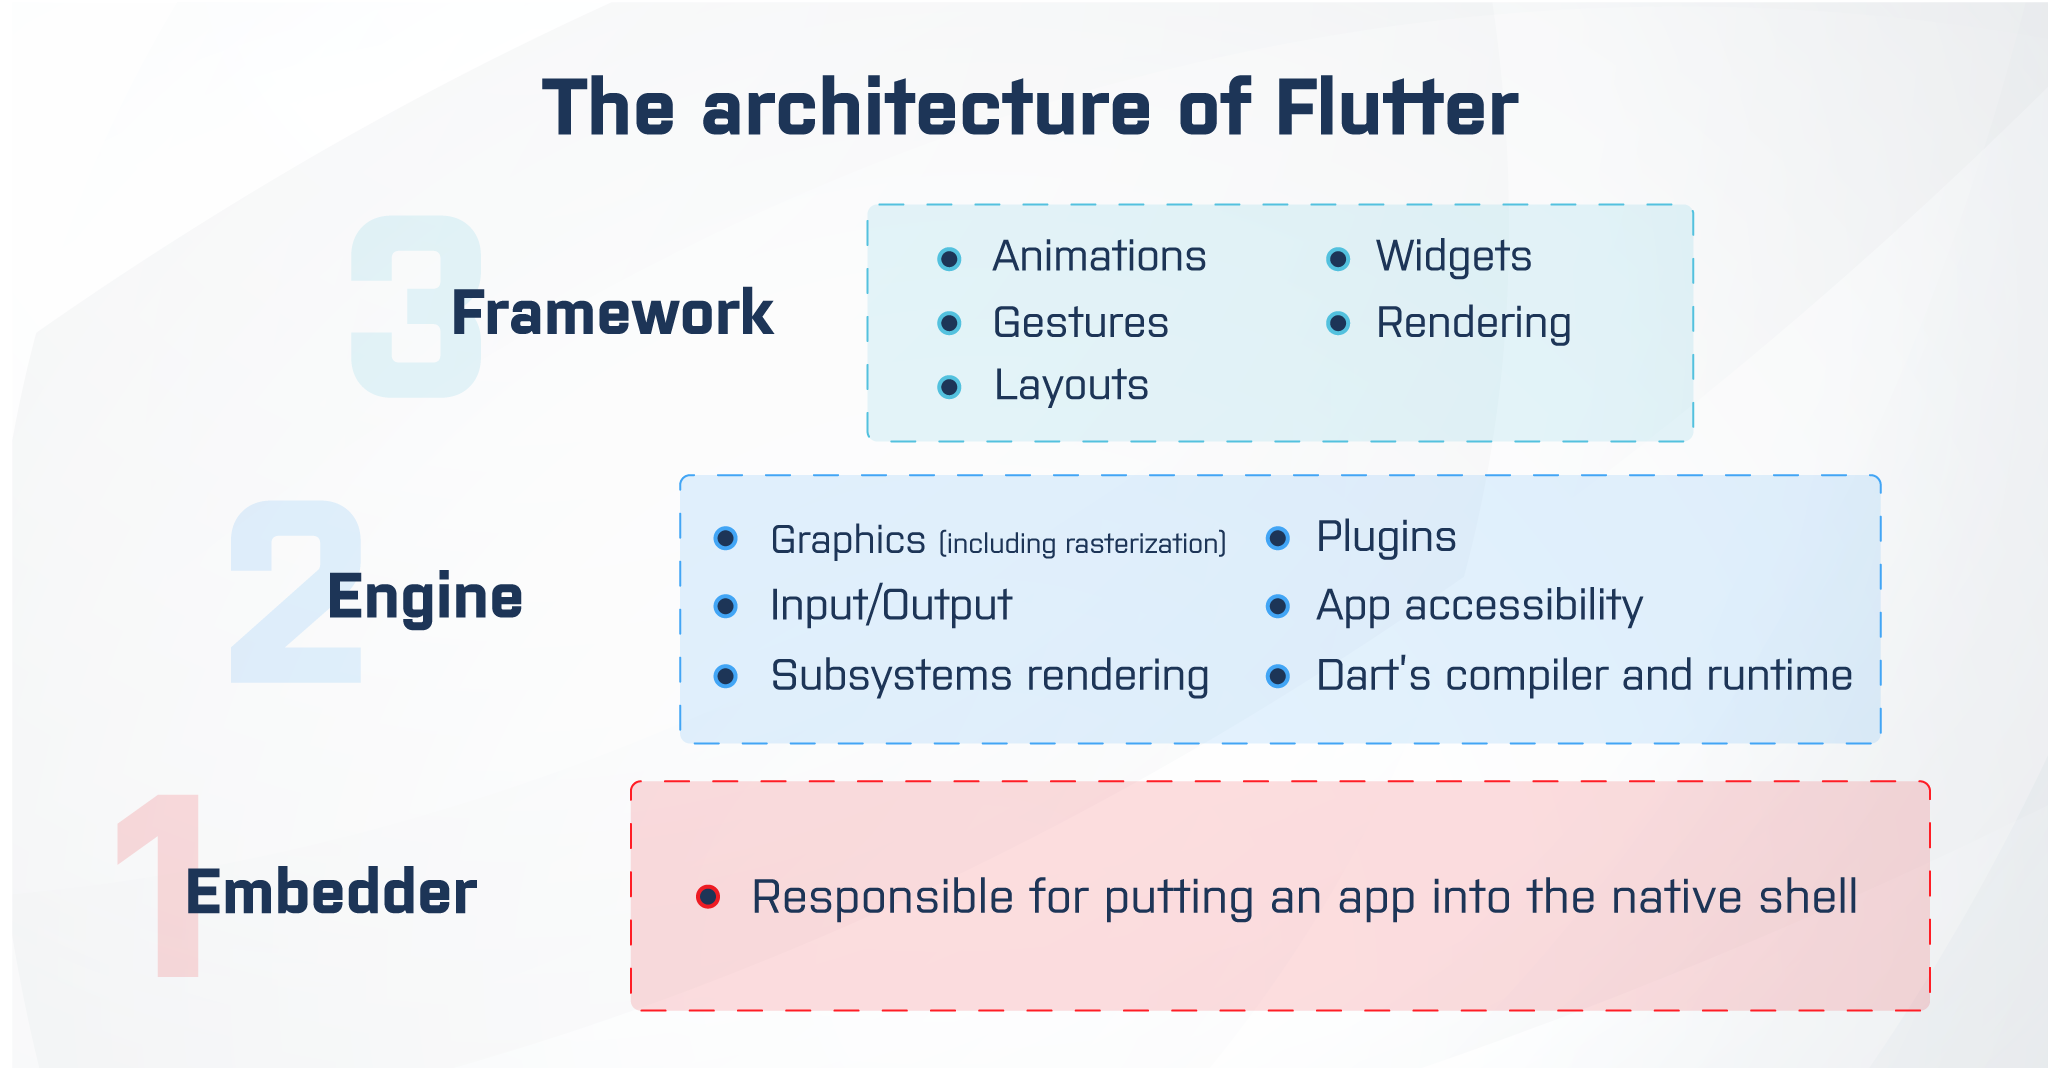 The architecture of Flutter
3
Framework
Animations
Gestures
Layouts
Widgets
Rendering
2
Engine
Graphics (including rasterization)
Input/Output
Subsystems rendering
Plugins
App accessibility
Dart's compiler and runtime
1
Embedder
Responsible for putting an app into the native shell